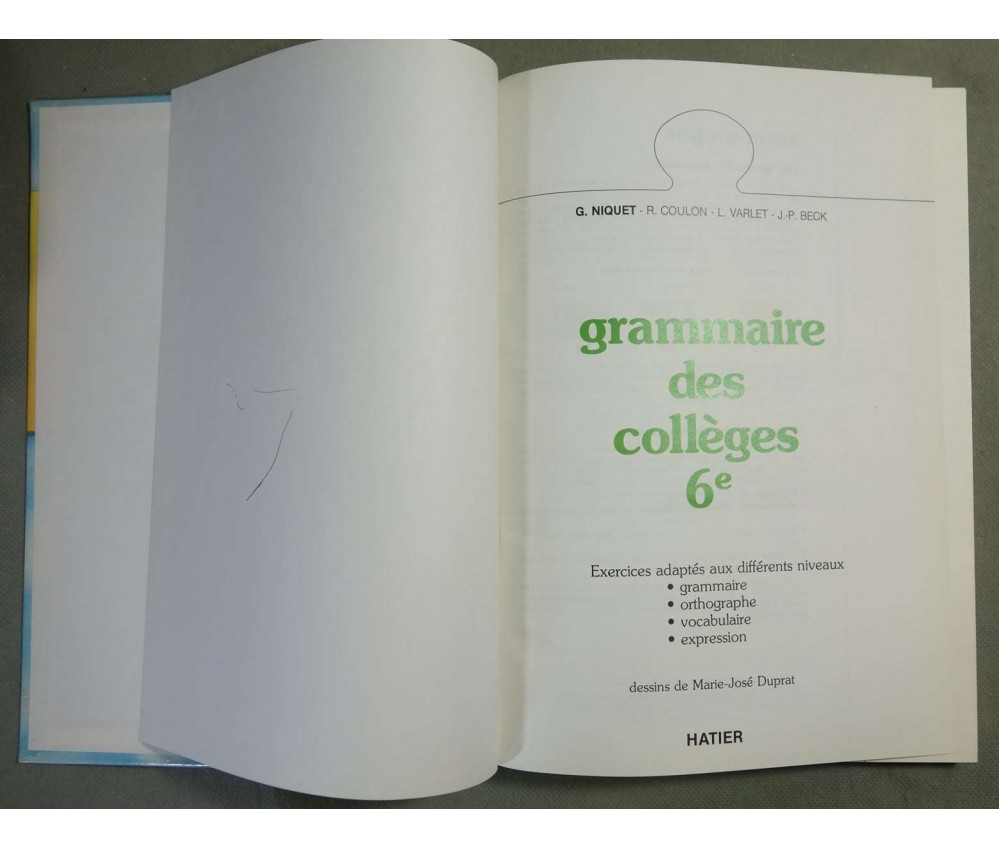 G. NIQUET - R. COULON - L. VARLET - J.-P. BECK
grammaire
des
collèges
6e
Exercices adaptés aux différents niveaux
• grammaire
• orthographe
• vocabulaire
• expression
dessins de Marie-José Duprat
HATIER